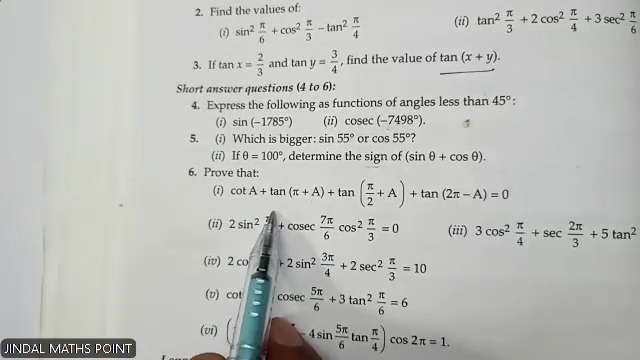 2. Find the values of:
(i) sin² π/6 + cos² π/3 − tan² π/4 (ii) tan² π/3 + 2 cos² π/4 + 3 sec² π/6
3. If tan x = 2/3 and tan y = 3/4, find the value of tan (x + y).
Short answer questions (4 to 6):
4. Express the following as functions of angles less than 45°:
(i) sin (−1785°) (ii) cosec (−7498°).
5. (i) Which is bigger: sin 55° or cos 55°?
(ii) If θ = 100°, determine the sign of (sin θ + cos θ).
6. Prove that:
(i) cot A + tan (π + A) + tan (π/2 + A) + tan (2π − A) = 0
(ii) 2 sin² + cosec 7π/6 cos² π/3 = 0 (iii) 3 cos² π/4 + sec 2π/3 + 5 tan²
(iv) 2 + 2 sin² 3π/4 + 2 sec² π/3 = 10
(v) cot cosec 5π/6 + 3 tan² π/6 = 6
(vi) ( − 4 sin 5π/6 tan π/4 ) cos 2π = 1.
JINDAL MATHS POINT